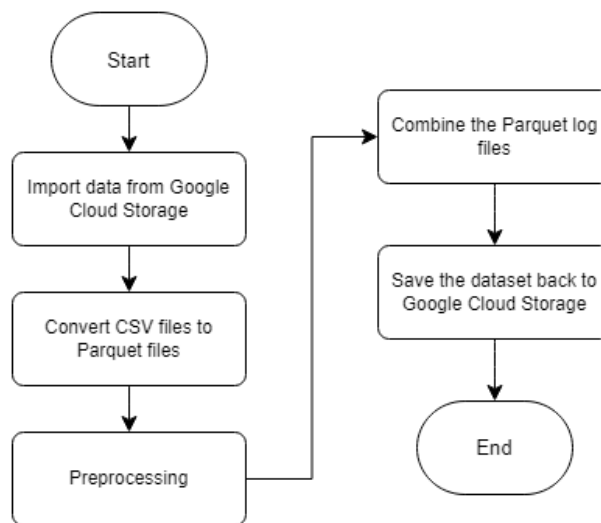 Start
Import data from Google
Cloud Storage
Convert CSV files to
Parquet files
Preprocessing
Combine the Parquet log
files
Save the dataset back to
Google Cloud Storage
End